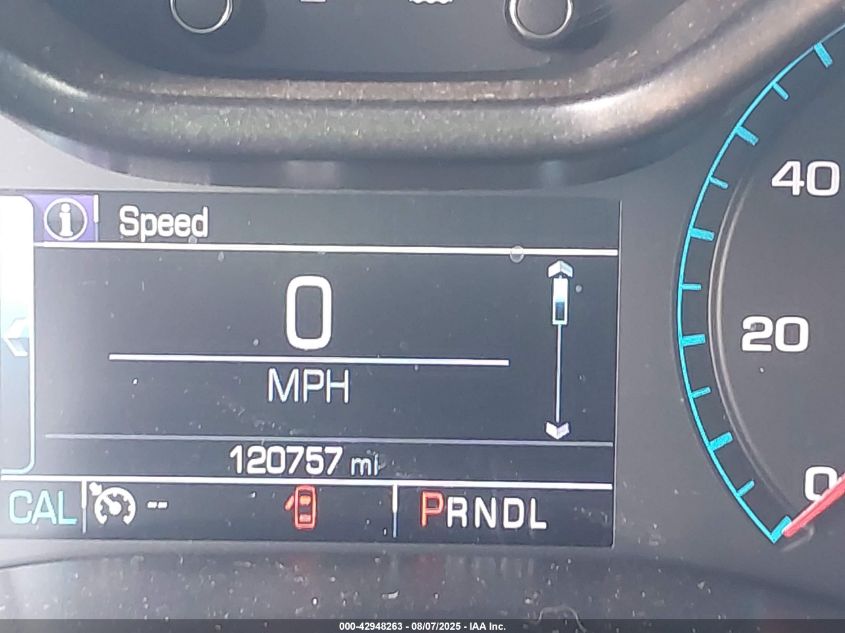 Speed
40
0
MPH
20
120757 mi
0
CAL -- PRNDL
000-42948263 - 08/07/2025 - IAA Inc.